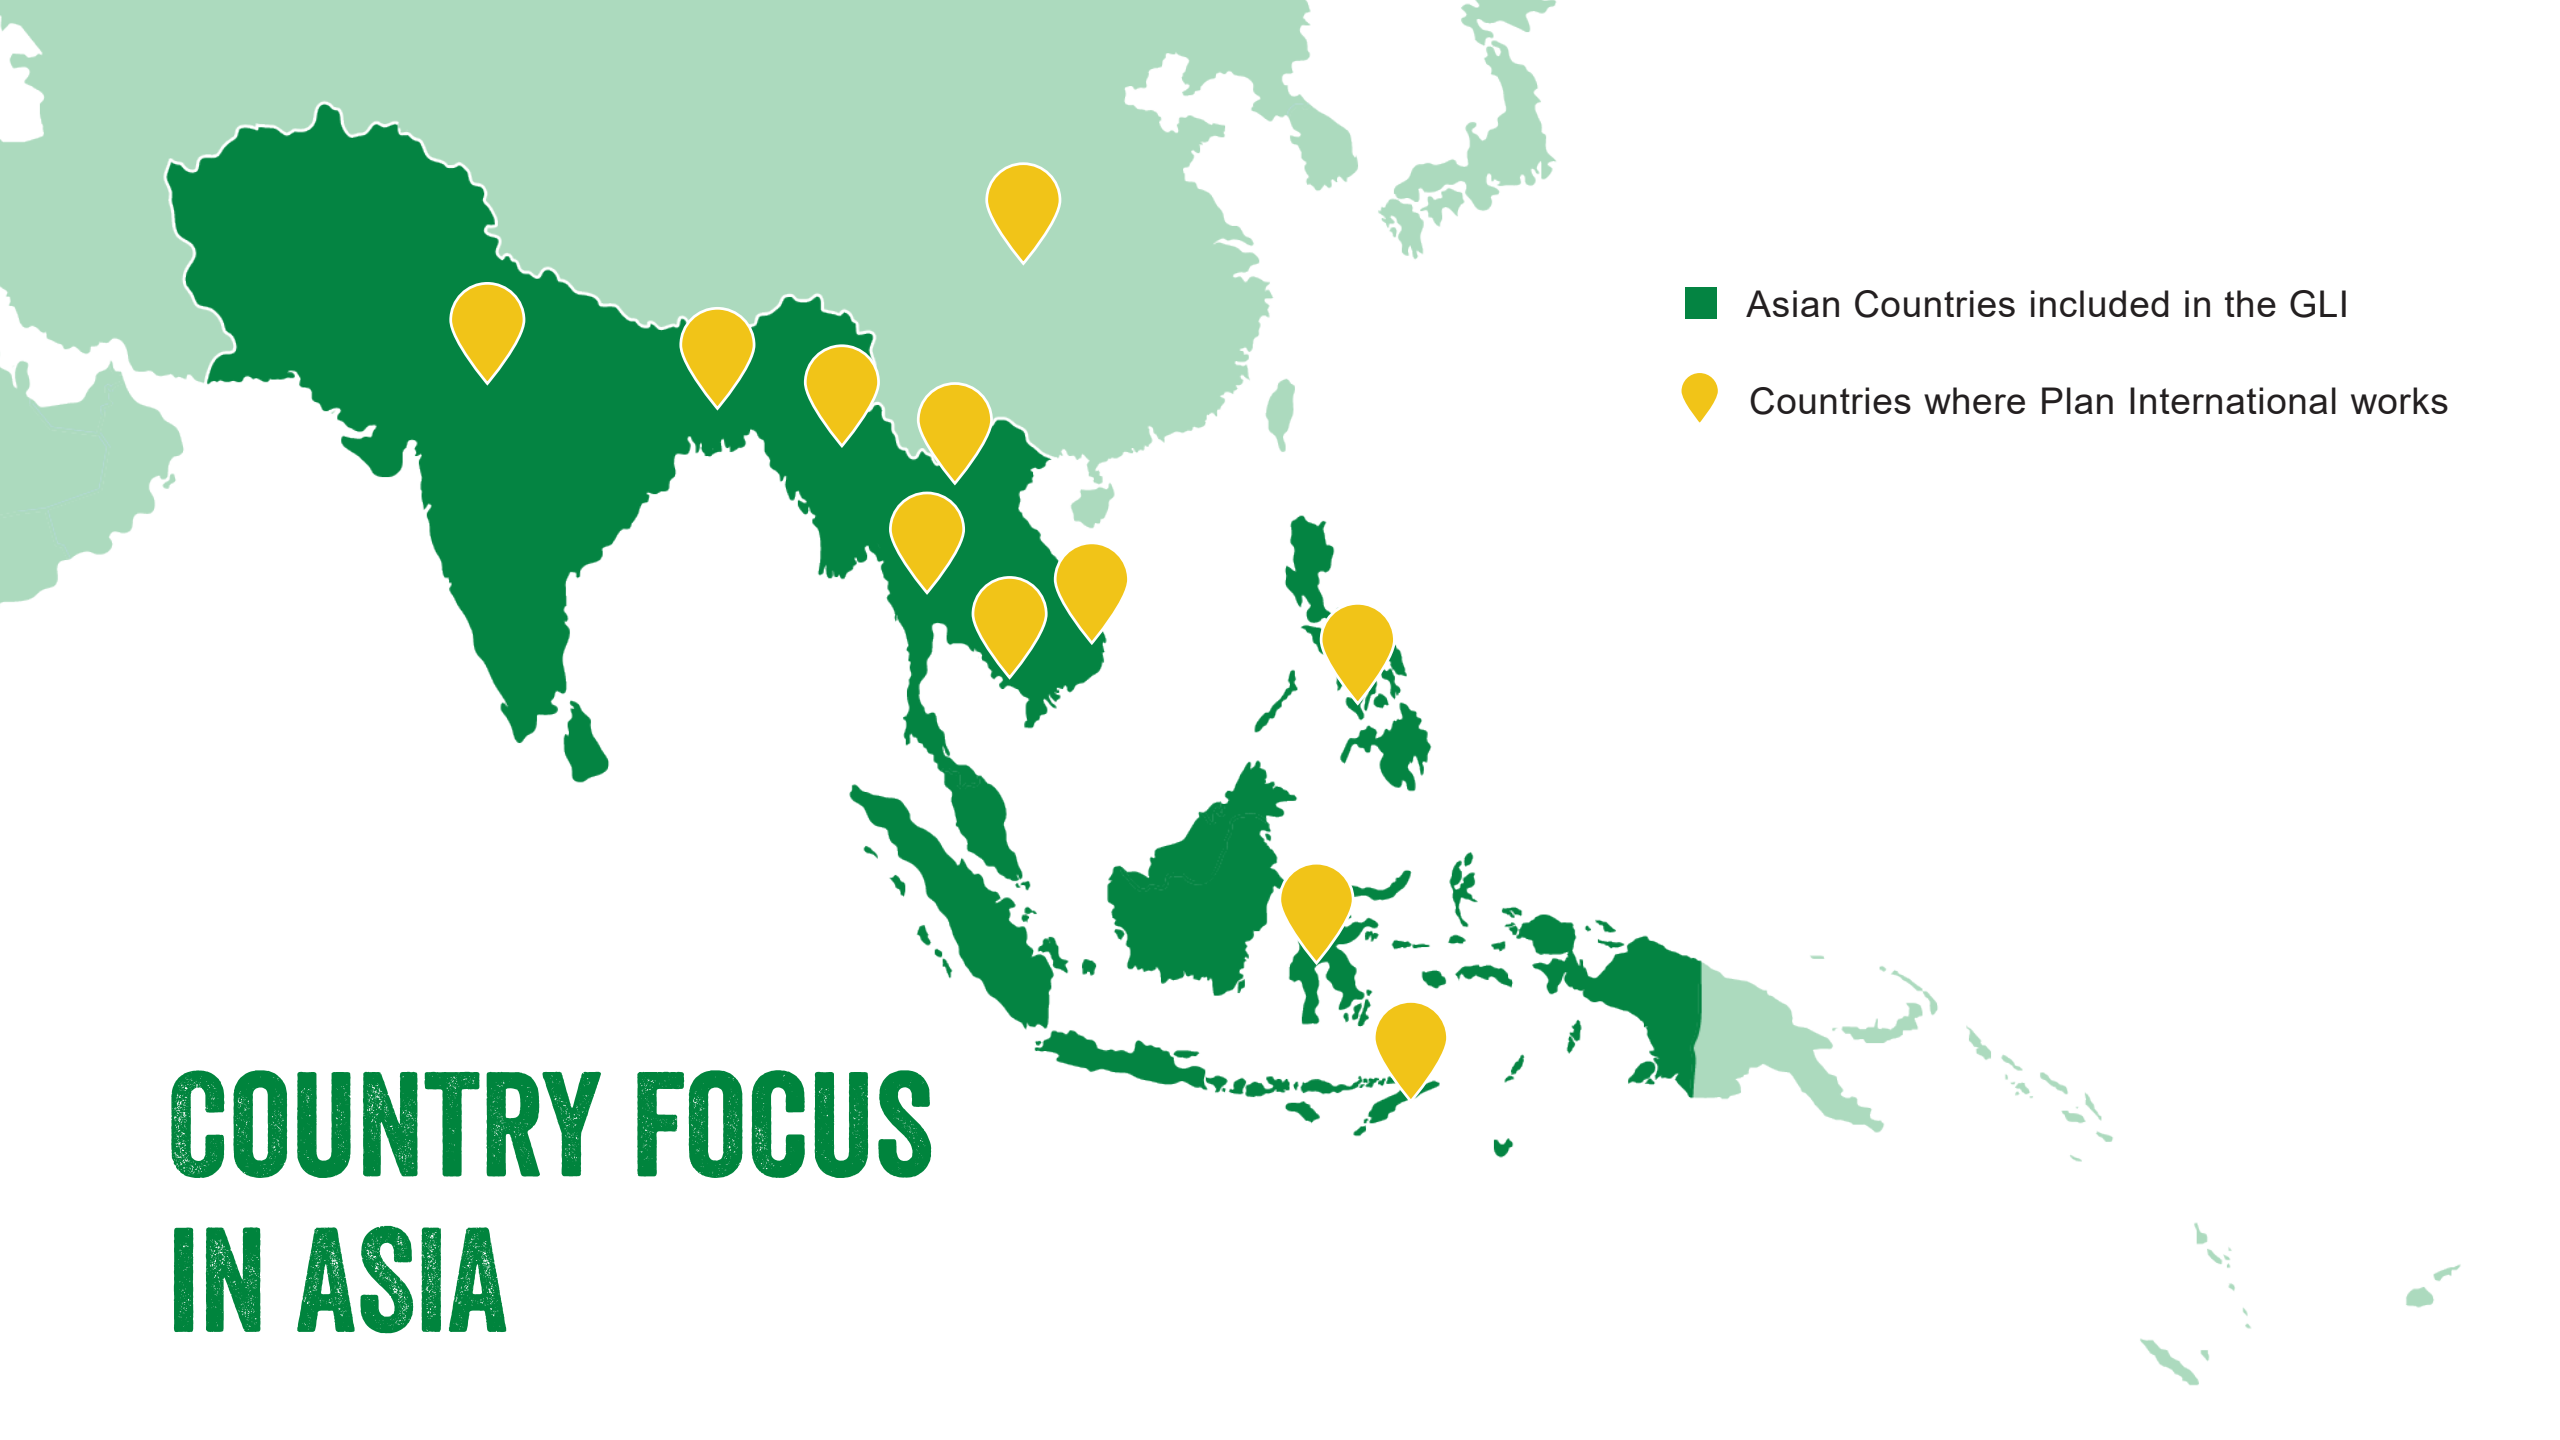 Asian Countries included in the GLI
Countries where Plan International works
COUNTRY FOCUS
IN ASIA